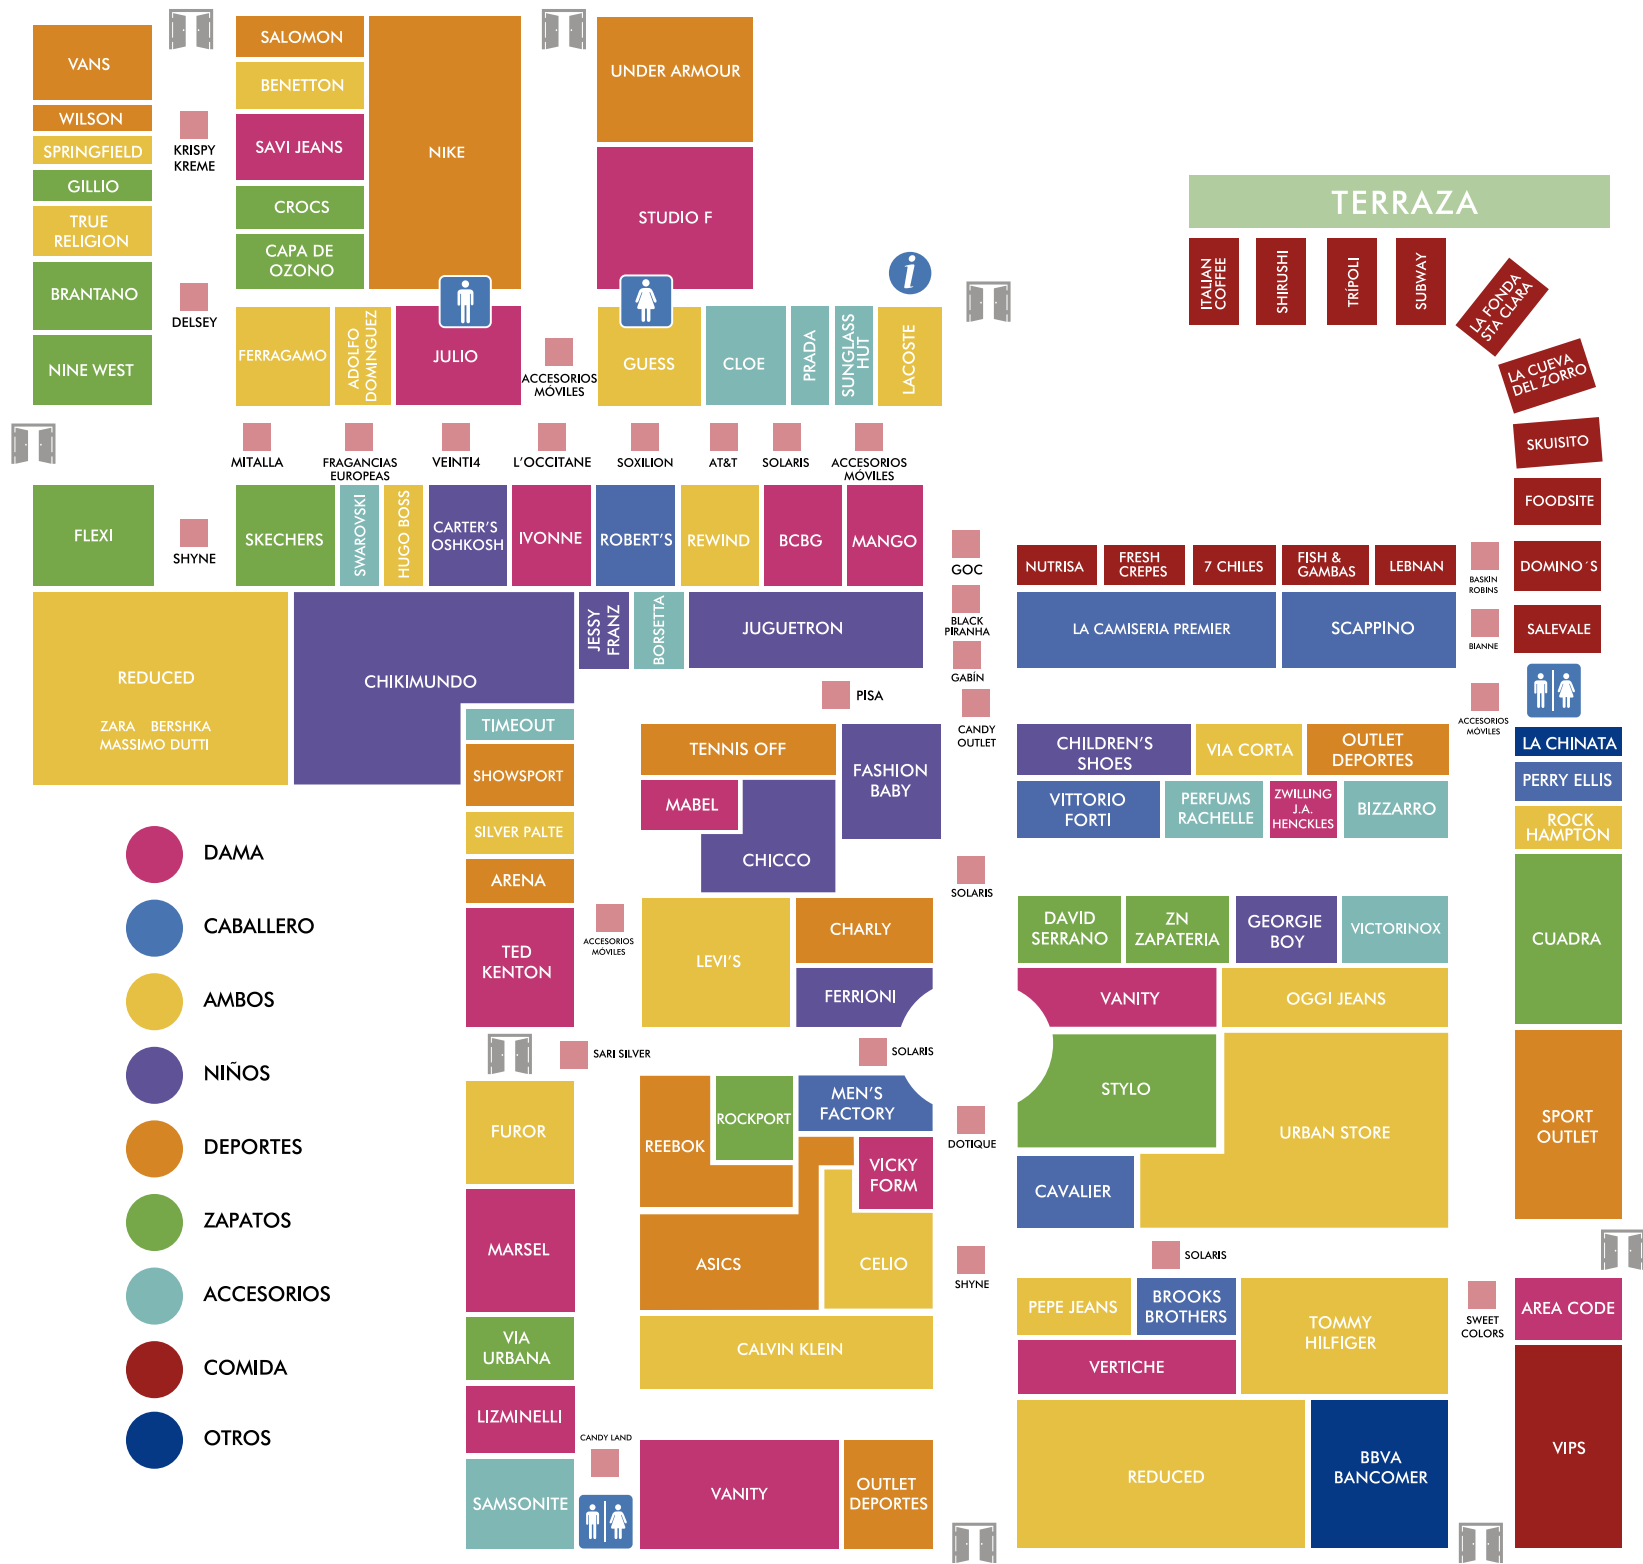 VANS
WILSON
SPRINGFIELD
GILLIO
TRUE
RELIGION
BRANTANO
NINE WEST
KRISPY
KREME
DELSEY
SALOMON
BENETTON
SAVI JEANS
CROCS
CAPA DE
OZONO
NIKE
UNDER ARMOUR
STUDIO F
FERRAGAMO
ADOLFO
DOMINGUEZ
JULIO
ACCESORIOS
MÓVILES
GUESS
CLOE
PRADA
SUNGLASS
HUT
LACOSTE
i
TERRAZA
ITALIAN
COFFEE
SHIRUSHI
TRIPOLI
SUBWAY
LA FONDA
STA CLARA
LA CUEVA
DEL ZORRO
SKUISITO
FOODSITE
DOMINO´S
SALEVALE
MITALLA
FRAGANCIAS
EUROPEAS
VEINTI4
L'OCCITANE
SOXILION
AT&T
SOLARIS
ACCESORIOS
MÓVILES
FLEXI
SHYNE
SKECHERS
SWAROVSKI
HUGO BOSS
CARTER'S
OSHKOSH
IVONNE
ROBERT'S
REWIND
BCBG
MANGO
GOC
BLACK
PIRANHA
GABÍN
CANDY
OUTLET
PISA
NUTRISA
FRESH
CREPES
7 CHILES
FISH &
GAMBAS
LEBNAN
BASKIN
ROBINS
BIANNE
ACCESORIOS
MÓVILES
LA CAMISERIA PREMIER
SCAPPINO
REDUCED
ZARA BERSHKA
MASSIMO DUTTI
CHIKIMUNDO
JESSY
FRANZ
BORSETTA
JUGUETRON
TIMEOUT
SHOWSPORT
SILVER PALTE
ARENA
TED
KENTON
TENNIS OFF
MABEL
FASHION
BABY
CHICCO
LEVI'S
CHARLY
FERRIONI
ACCESORIOS
MÓVILES
SOLARIS
CHILDREN'S
SHOES
VIA CORTA
OUTLET
DEPORTES
VITTORIO
FORTI
PERFUMS
RACHELLE
ZWILLING
J.A.
HENCKLES
BIZZARRO
LA CHINATA
PERRY ELLIS
ROCK
HAMPTON
CUADRA
SPORT
OUTLET
DAVID
SERRANO
ZN
ZAPATERIA
GEORGIE
BOY
VICTORINOX
VANITY
OGGI JEANS
STYLO
URBAN STORE
CAVALIER
DAMA
CABALLERO
AMBOS
NIÑOS
DEPORTES
ZAPATOS
ACCESORIOS
COMIDA
OTROS
SARI SILVER
SOLARIS
FUROR
MARSEL
VIA
URBANA
LIZMINELLI
SAMSONITE
REEBOK
ROCKPORT
MEN'S
FACTORY
VICKY
FORM
ASICS
CELIO
CALVIN KLEIN
DOTIQUE
SHYNE
SOLARIS
CANDY LAND
VANITY
OUTLET
DEPORTES
PEPE JEANS
BROOKS
BROTHERS
TOMMY
HILFIGER
VERTICHE
REDUCED
BBVA
BANCOMER
SWEET
COLORS
AREA CODE
VIPS